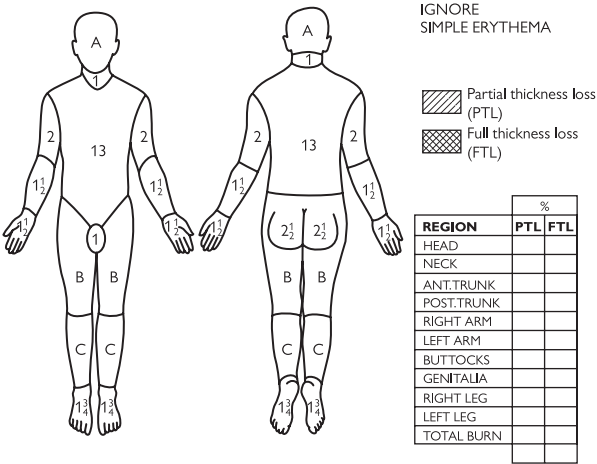 IGNORE
SIMPLE ERYTHEMA
Partial thickness loss
(PTL)
Full thickness loss
(FTL)
%
REGION PTL FTL
HEAD
NECK
ANT.TRUNK
POST.TRUNK
RIGHT ARM
LEFT ARM
BUTTOCKS
GENITALIA
RIGHT LEG
LEFT LEG
TOTAL BURN
A
1
2 13 2
1½ 1½
1½ 1½
1
B B
C C
1¾ 1¾
A
1
2 13 2
1½ 1½
1½ 1½
2½ 2½
B B
C C
1¾ 1¾